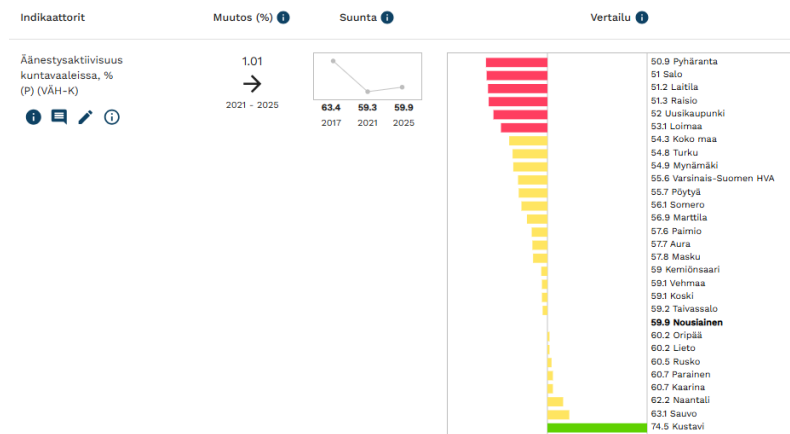 Indikaattorit
Muutos (%)
Suunta
Vertailu
Äänestysaktiivisuus
kuntavaaleissa, %
(P) (VÄH-K)
1.01
2021 - 2025
63.4 59.3 59.9
2017 2021 2025
50.9 Pyhäranta
51 Salo
51.2 Laitila
51.3 Raisio
52 Uusikaupunki
53.1 Loimaa
54.3 Koko maa
54.8 Turku
54.9 Mynämäki
55.6 Varsinais-Suomen HVA
55.7 Pöytyä
56.1 Somero
56.9 Marttila
57.6 Paimio
57.7 Aura
57.8 Masku
59 Kemiönsaari
59.1 Vehmaa
59.1 Koski
59.2 Taivassalo
59.9 Nousiainen
60.2 Oripää
60.2 Lieto
60.5 Rusko
60.7 Parainen
60.7 Kaarina
62.2 Naantali
63.1 Sauvo
74.5 Kustavi